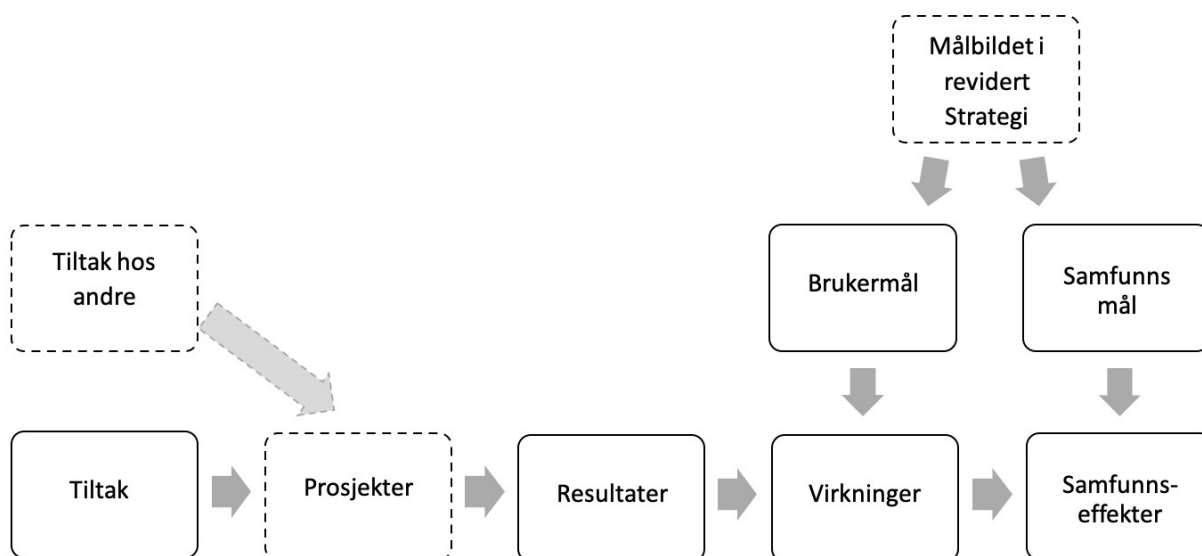 Målbildet i
revidert
Strategi
Tiltak hos
andre
Brukermål
Samfunns
mål
Tiltak
Prosjekter
Resultater
Virkninger
Samfunns-
effekter